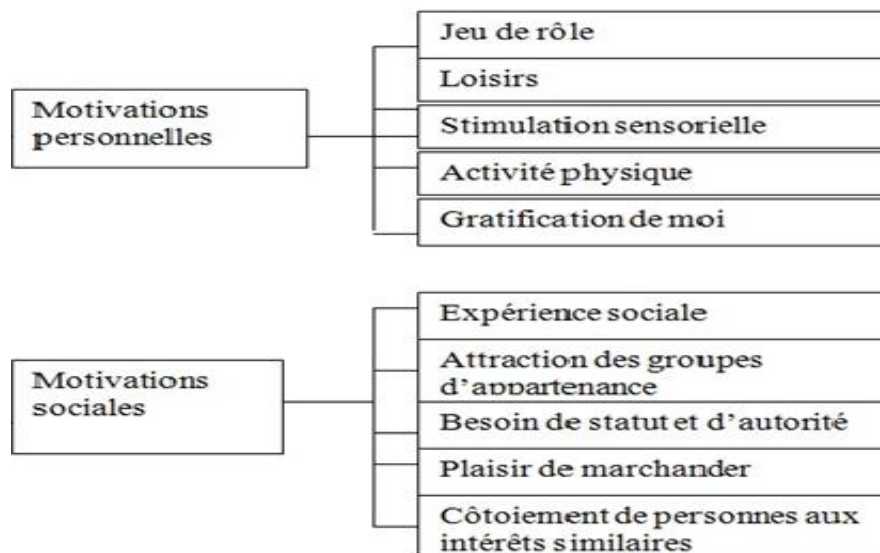 Motivations
personnelles
Jeu de rôle
Loisirs
Stimulation sensorielle
Activité physique
Gratification de moi
Motivations
sociales
Expérience sociale
Attraction des groupes
d'appartenance
Besoin de statut et d'autorité
Plaisir de marchander
Côtoiement de personnes aux
intérêts similaires